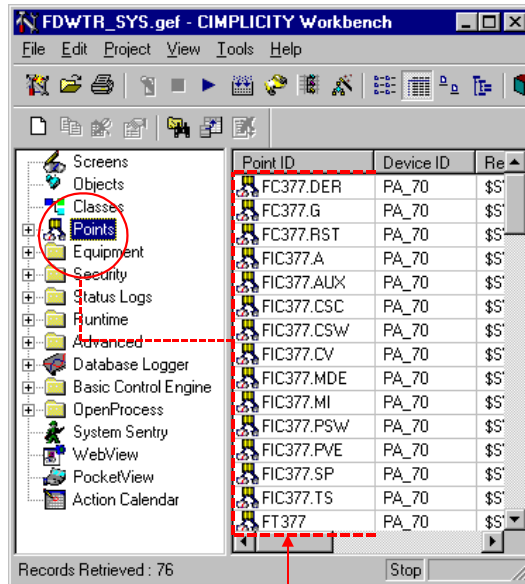 FDWTR_SYS.gef - CIMPLICITY Workbench
File Edit Project View Tools Help
Screens
Objects
Classes
Points
Equipment
Security
Status Logs
Runtime
Advanced
Database Logger
Basic Control Engine
OpenProcess
System Sentry
WebView
PocketView
Action Calendar
Point ID Device ID Re
FC377.DER PA_70 $S
FC377.G PA_70 $S
FC377.RST PA_70 $S
FIC377.A PA_70 $S
FIC377.AUX PA_70 $S
FIC377.CSC PA_70 $S
FIC377.CSW PA_70 $S
FIC377.CV PA_70 $S
FIC377.MDE PA_70 $S
FIC377.MI PA_70 $S
FIC377.PSW PA_70 $S
FIC377.PVE PA_70 $S
FIC377.SP PA_70 $S
FIC377.TS PA_70 $S
FT377 PA_70 $S
Records Retrieved : 76 Stop